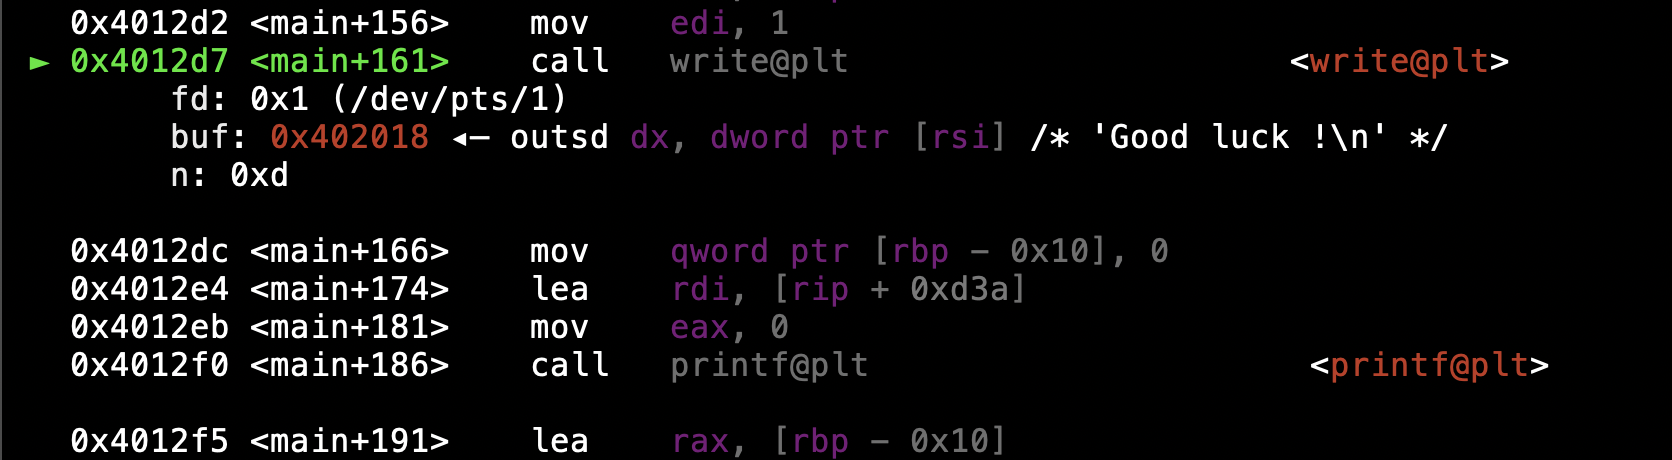 0x4012d2 <main+156> mov edi, 1
► 0x4012d7 <main+161> call write@plt <write@plt>
fd: 0x1 (/dev/pts/1)
buf: 0x402018 ◂— outsd dx, dword ptr [rsi] /* 'Good luck !\n' */
n: 0xd
0x4012dc <main+166> mov qword ptr [rbp - 0x10], 0
0x4012e4 <main+174> lea rdi, [rip + 0xd3a]
0x4012eb <main+181> mov eax, 0
0x4012f0 <main+186> call printf@plt <printf@plt>
0x4012f5 <main+191> lea rax, [rbp - 0x10]